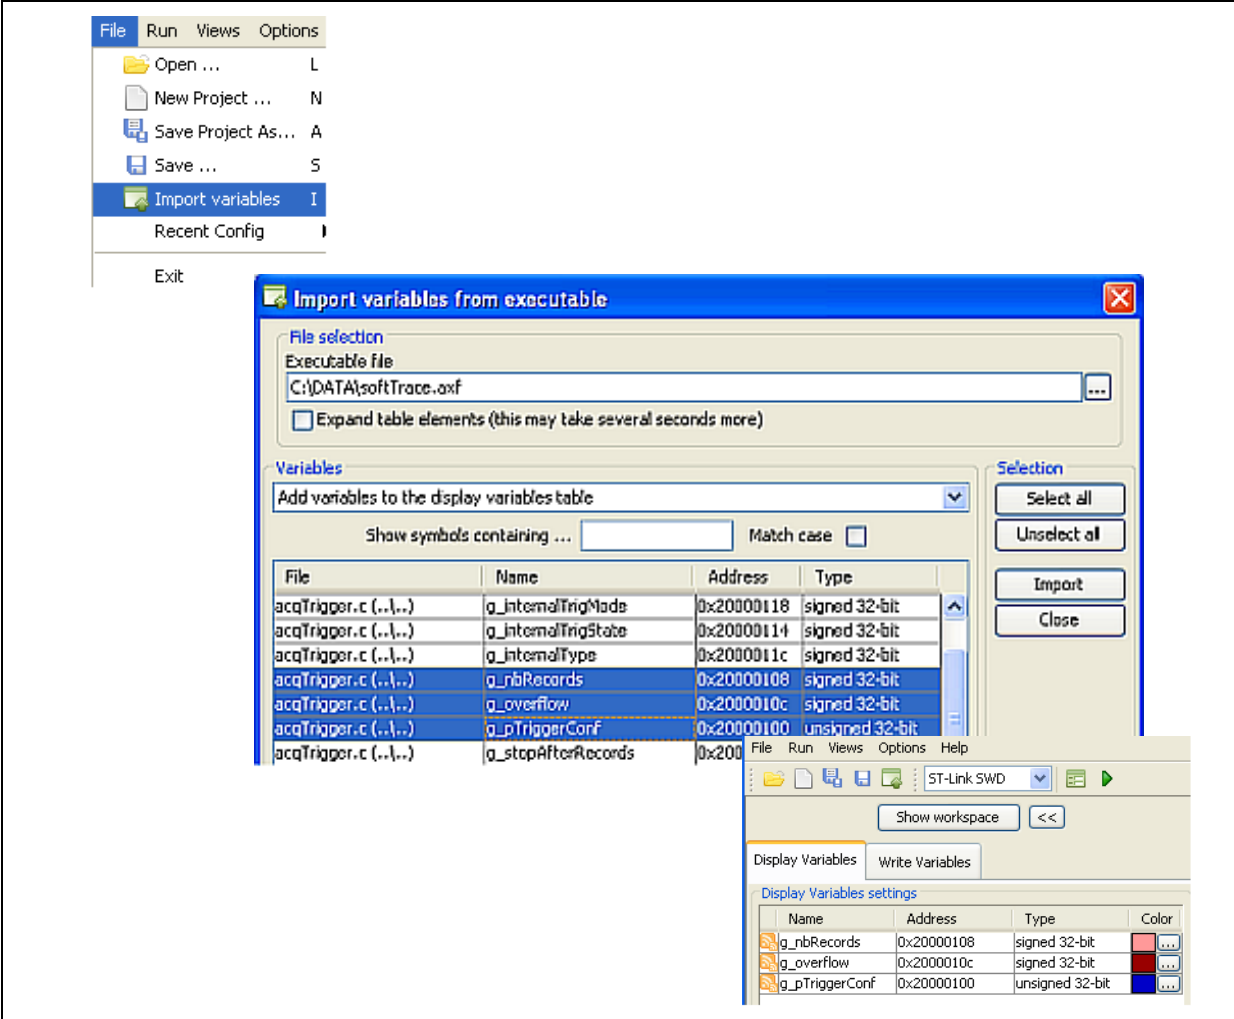 File Run Views Options
Open ... L
New Project ... N
Save Project As... A
Save ... S
Import variables I
Recent Config
Exit
Import variables from executable
File selection
Executable file
C:\DATA\softTrace.axf ...
Expand table elements (this may take several seconds more)
Variables
Selection
Add variables to the display variables table
Select all
Show symbols containing ... Match case
Unselect all
File Name Address Type
Import
acqTrigger.c (..\..) g_internalTrigMode 0x20000118 signed 32-bit
Close
acqTrigger.c (..\..) g_internalTrigState 0x20000114 signed 32-bit
acqTrigger.c (..\..) g_internalType 0x2000011c signed 32-bit
acqTrigger.c (..\..) g_nbRecords 0x20000108 signed 32-bit
acqTrigger.c (..\..) g_overflow 0x2000010c signed 32-bit
acqTrigger.c (..\..) g_pTriggerConf 0x20000100 unsigned 32-bit
acqTrigger.c (..\..) g_stopAfterRecords 0x200
File Run Views Options Help
ST-Link SWD
Show workspace <<
Display Variables Write Variables
Display Variables settings
Name Address Type Color
g_nbRecords 0x20000108 signed 32-bit ...
g_overflow 0x2000010c signed 32-bit ...
g_pTriggerConf 0x20000100 unsigned 32-bit ...